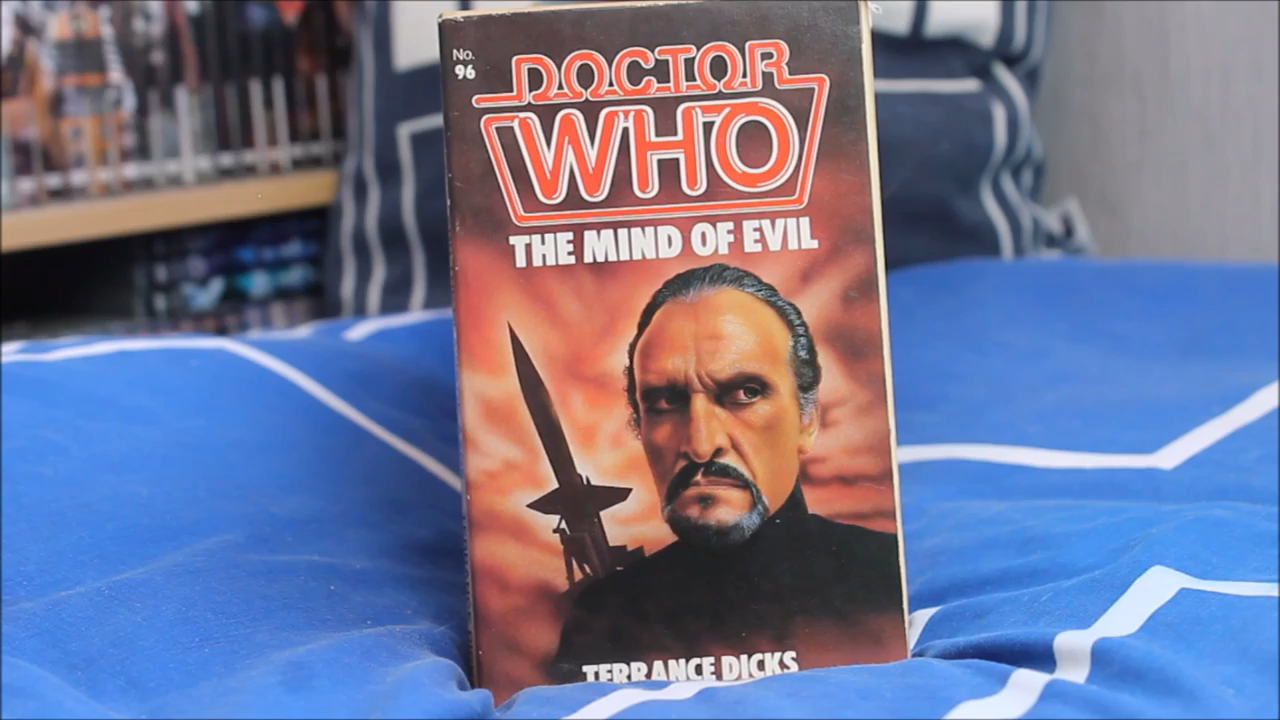 No.
96
DOCTOR
WHO
THE MIND OF EVIL
TERRANCE DICKS